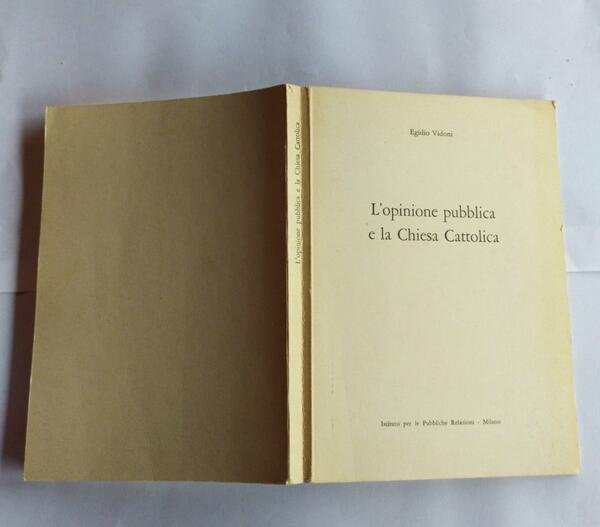 L'opinione pubblica e la Chiesa Cattolica
Egidio Vidoni
L'opinione pubblica
e la Chiesa Cattolica
Istituto per le Pubbliche Relazioni - Milano